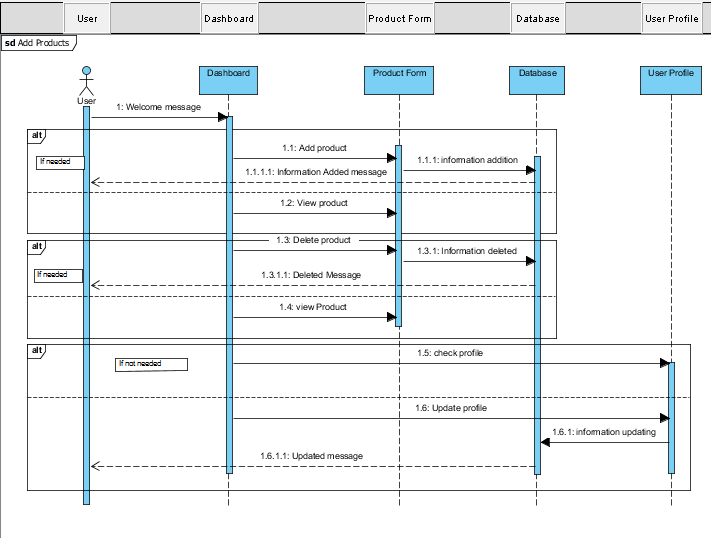 User Dashboard Product Form Database User Profile
sd Add Products
Dashboard Product Form Database User Profile
User
1: Welcome message
alt
1.1: Add product
If needed
1.1.1: information addition
1.1.1.1: Information Added message
1.2: View product
alt
1.3: Delete product
1.3.1: Information deleted
If needed
1.3.1.1: Deleted Message
1.4: view Product
alt
1.5: check profile
If not needed
1.6: Update profile
1.6.1: information updating
1.6.1.1: Updated message